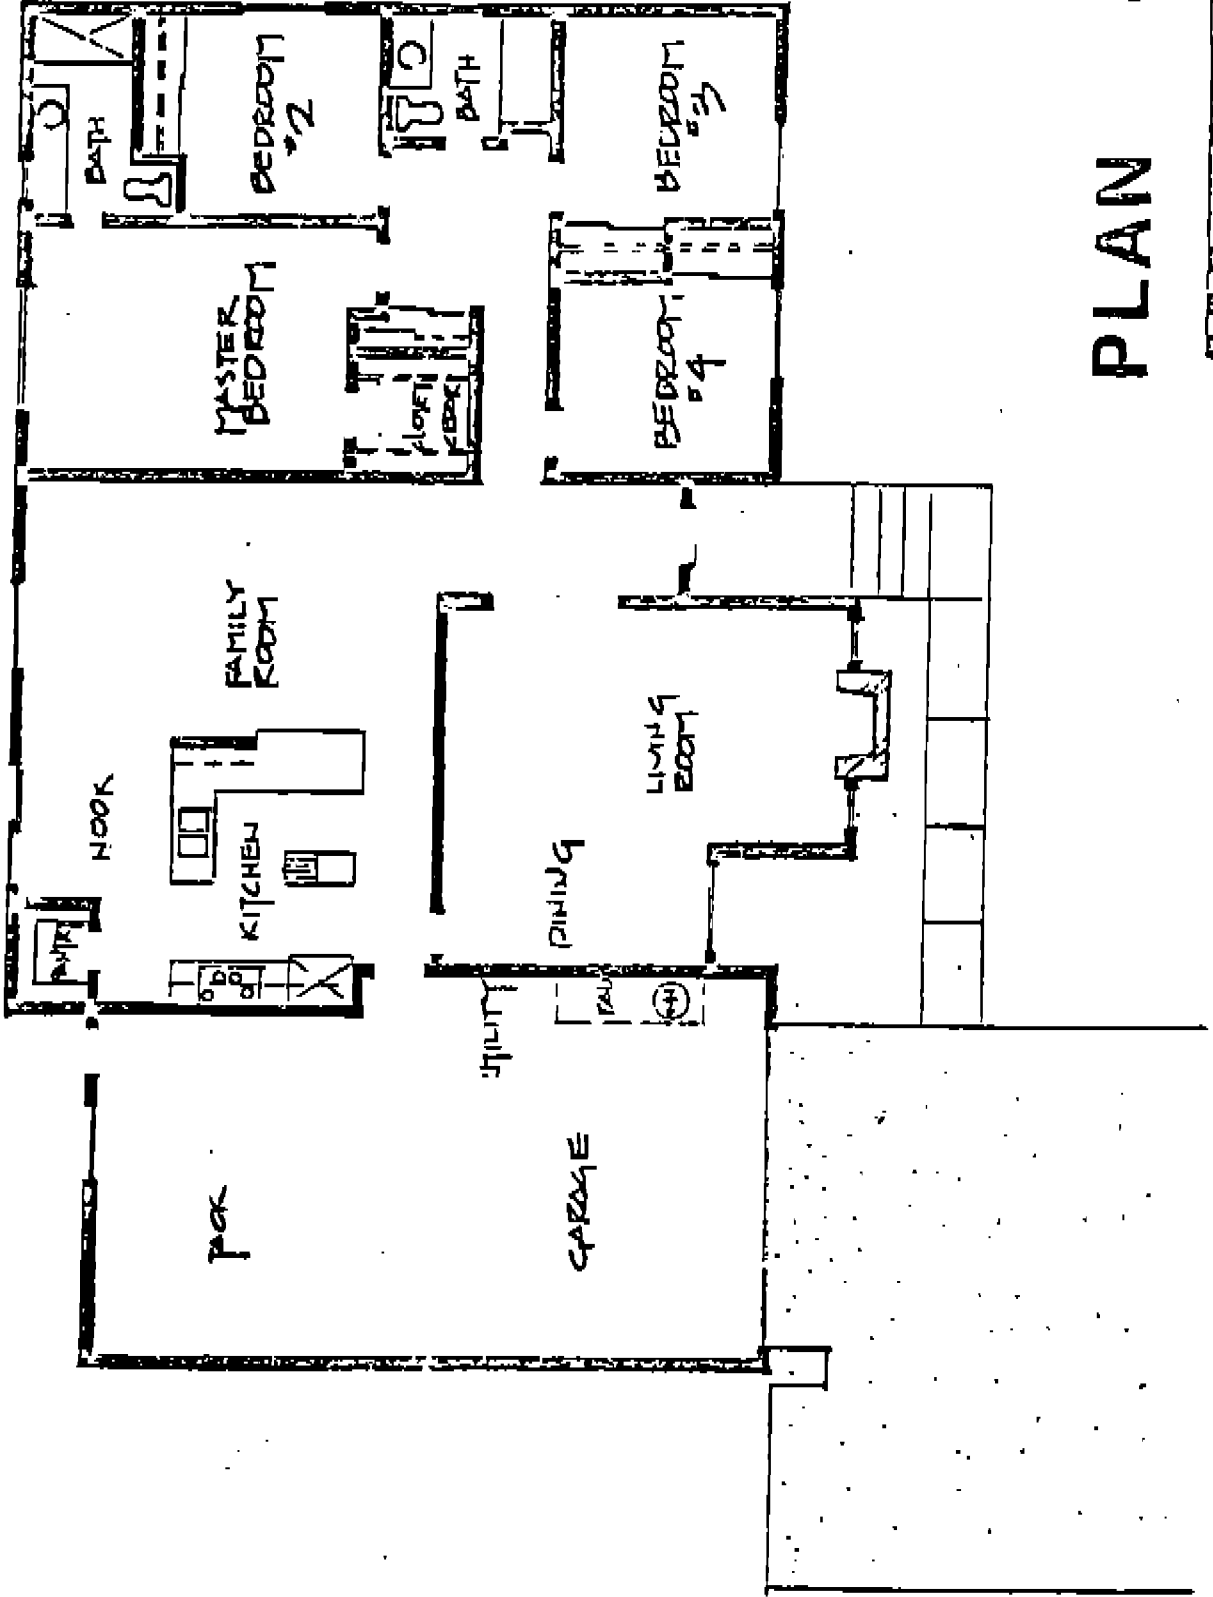 BATH
BEDROOM
#2
BATH
BEDROOM
#3
MASTER
BEDROOM
BEDROOM
#4
FAMILY
ROOM
NOOK
KITCHEN
LIVING
ROOM
DINING
UTILITY
GARAGE
PLAN